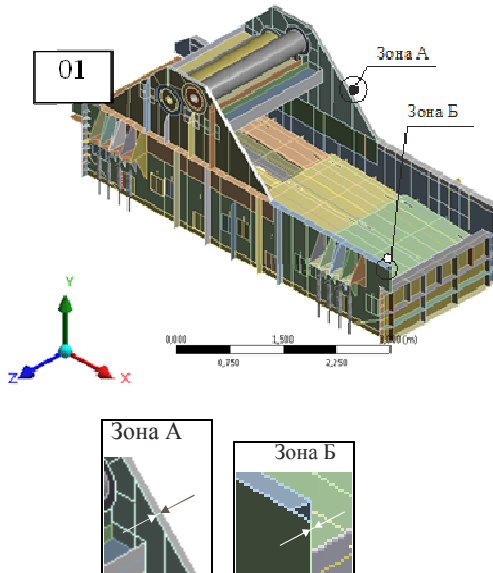 01
Зона А
Зона Б
Y
Z
X
0,000
1,500
(m)
0,750
2,250
Зона А
Зона Б